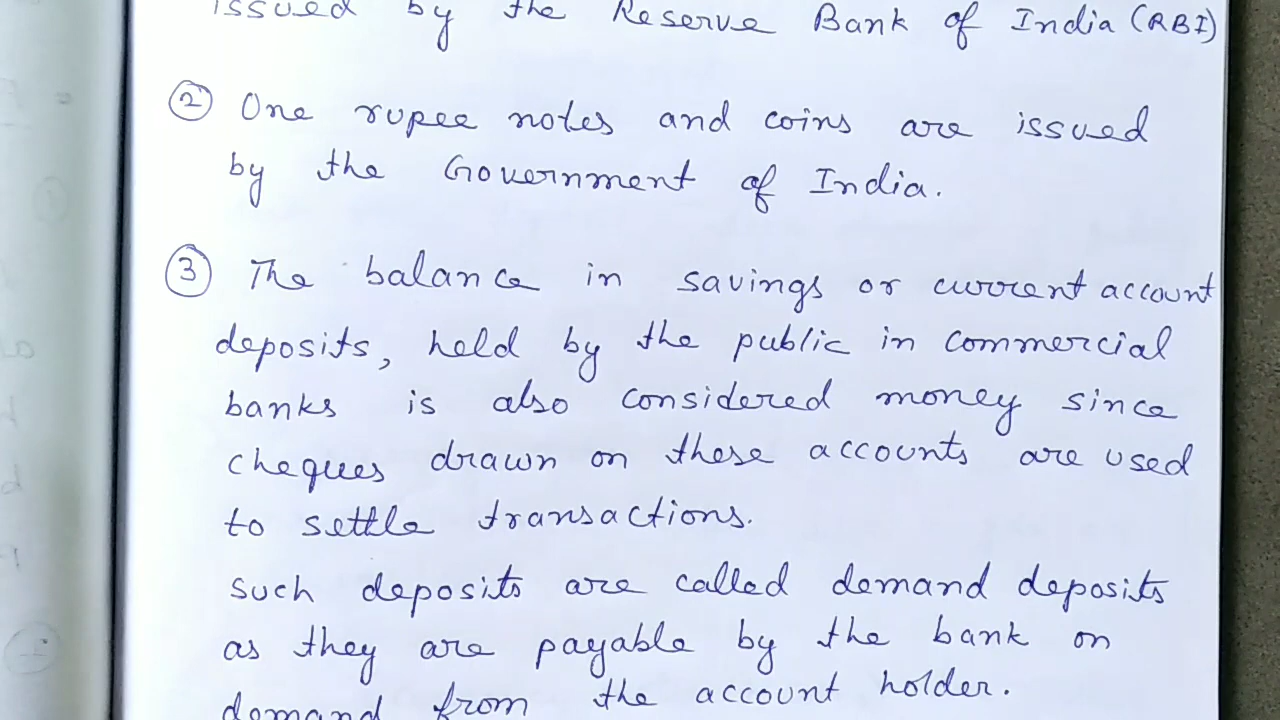 issued by the Reserve Bank of India (RBI)
② One rupee notes and coins are issued
by the Government of India.
③ The balance in savings or current account
deposits, held by the public in commercial
banks is also considered money since
cheques drawn on these accounts are used
to settle transactions.
Such deposits are called demand deposits
as they are payable by the bank on
demand from the account holder.